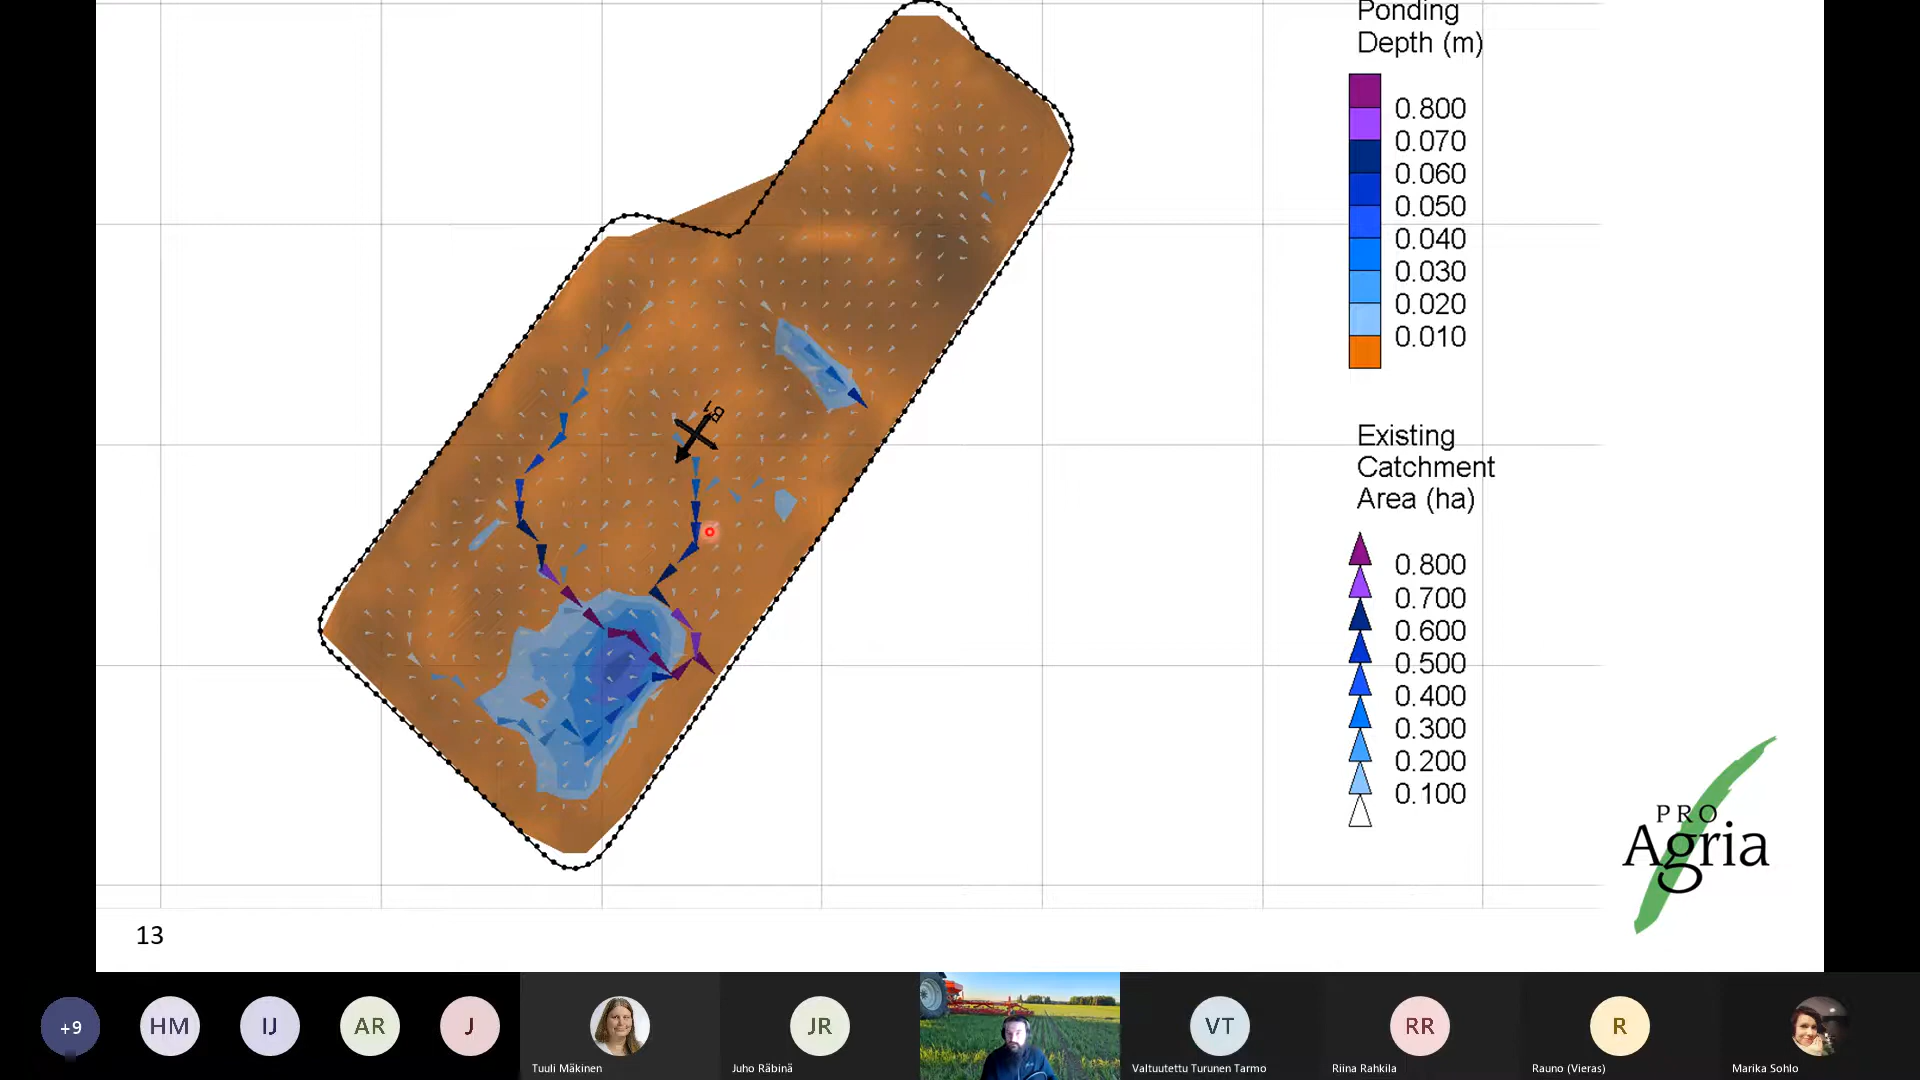 Ponding
Depth (m)
0.800
0.070
0.060
0.050
0.040
0.030
0.020
0.010
B1
Existing
Catchment
Area (ha)
0.800
0.700
0.600
0.500
0.400
0.300
0.200
0.100
PRO
Agria
13
+9
HM
IJ
AR
J
JR
VT
RR
R
Tuuli Mäkinen
Juho Räbinä
Valtuutettu Turunen Tarmo
Riina Rahkila
Rauno (Vieras)
Marika Sohlo